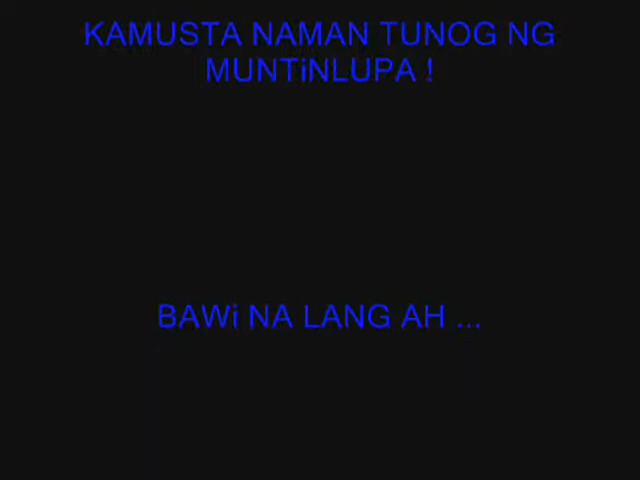 KAMUSTA NAMAN TUNOG NG
MUNTiNLUPA !
BAWi NA LANG AH ...